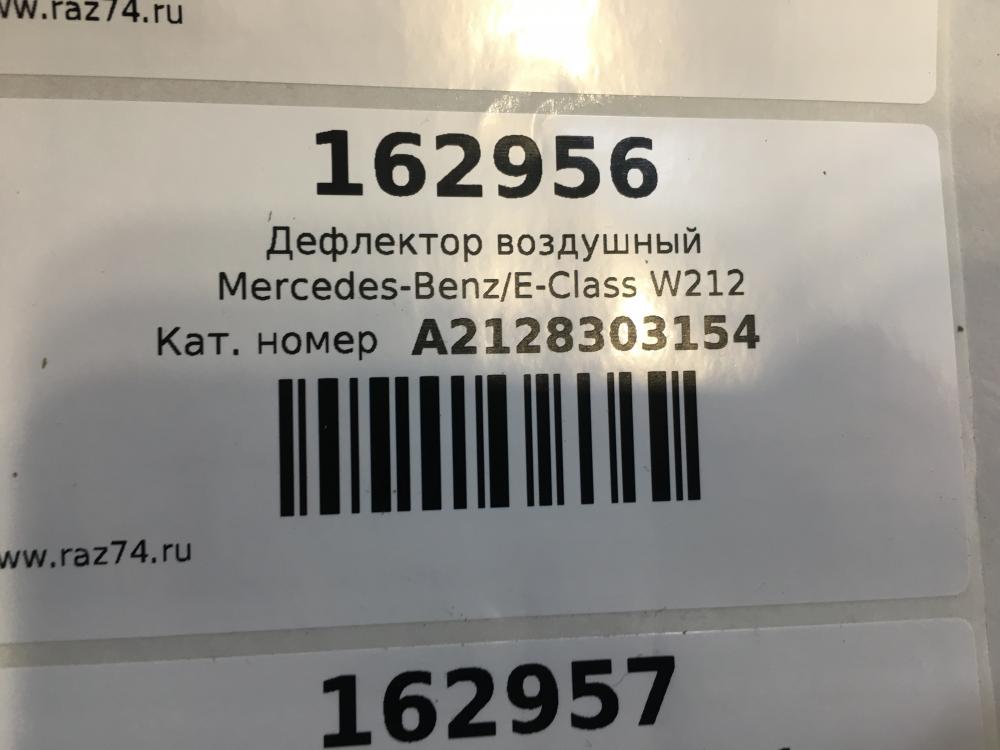 www.raz74.ru
162956
Дефлектор воздушный
Mercedes-Benz/E-Class W212
Кат. номер A2128303154
www.raz74.ru
162957